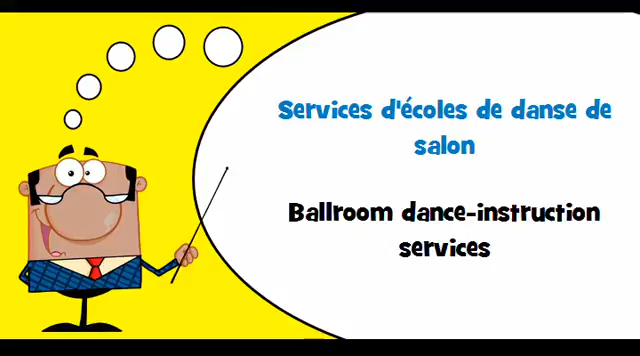 Services d'écoles de danse de
salon
Ballroom dance-instruction
services